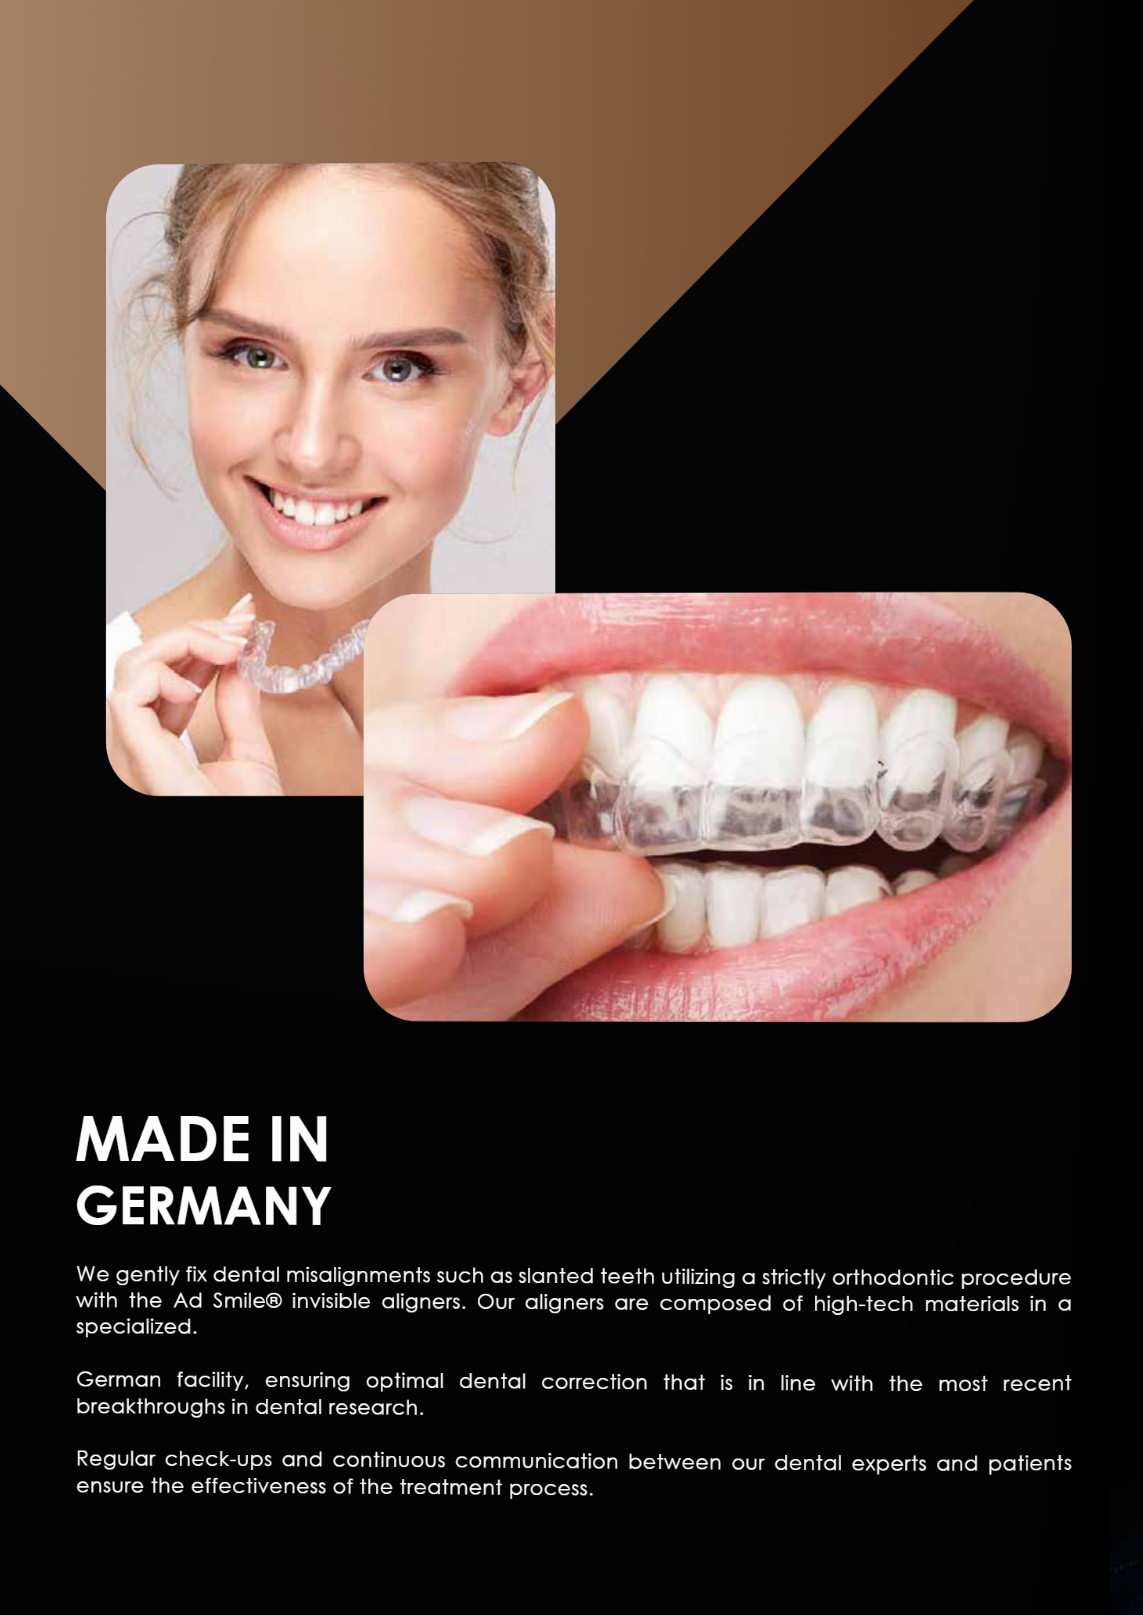 MADE IN
GERMANY
We gently fix dental misalignments such as slanted teeth utilizing a strictly orthodontic procedure
with the Ad Smile® invisible aligners. Our aligners are composed of high-tech materials in a
specialized.
German facility, ensuring optimal dental correction that is in line with the most recent
breakthroughs in dental research.
Regular check-ups and continuous communication between our dental experts and patients
ensure the effectiveness of the treatment process.